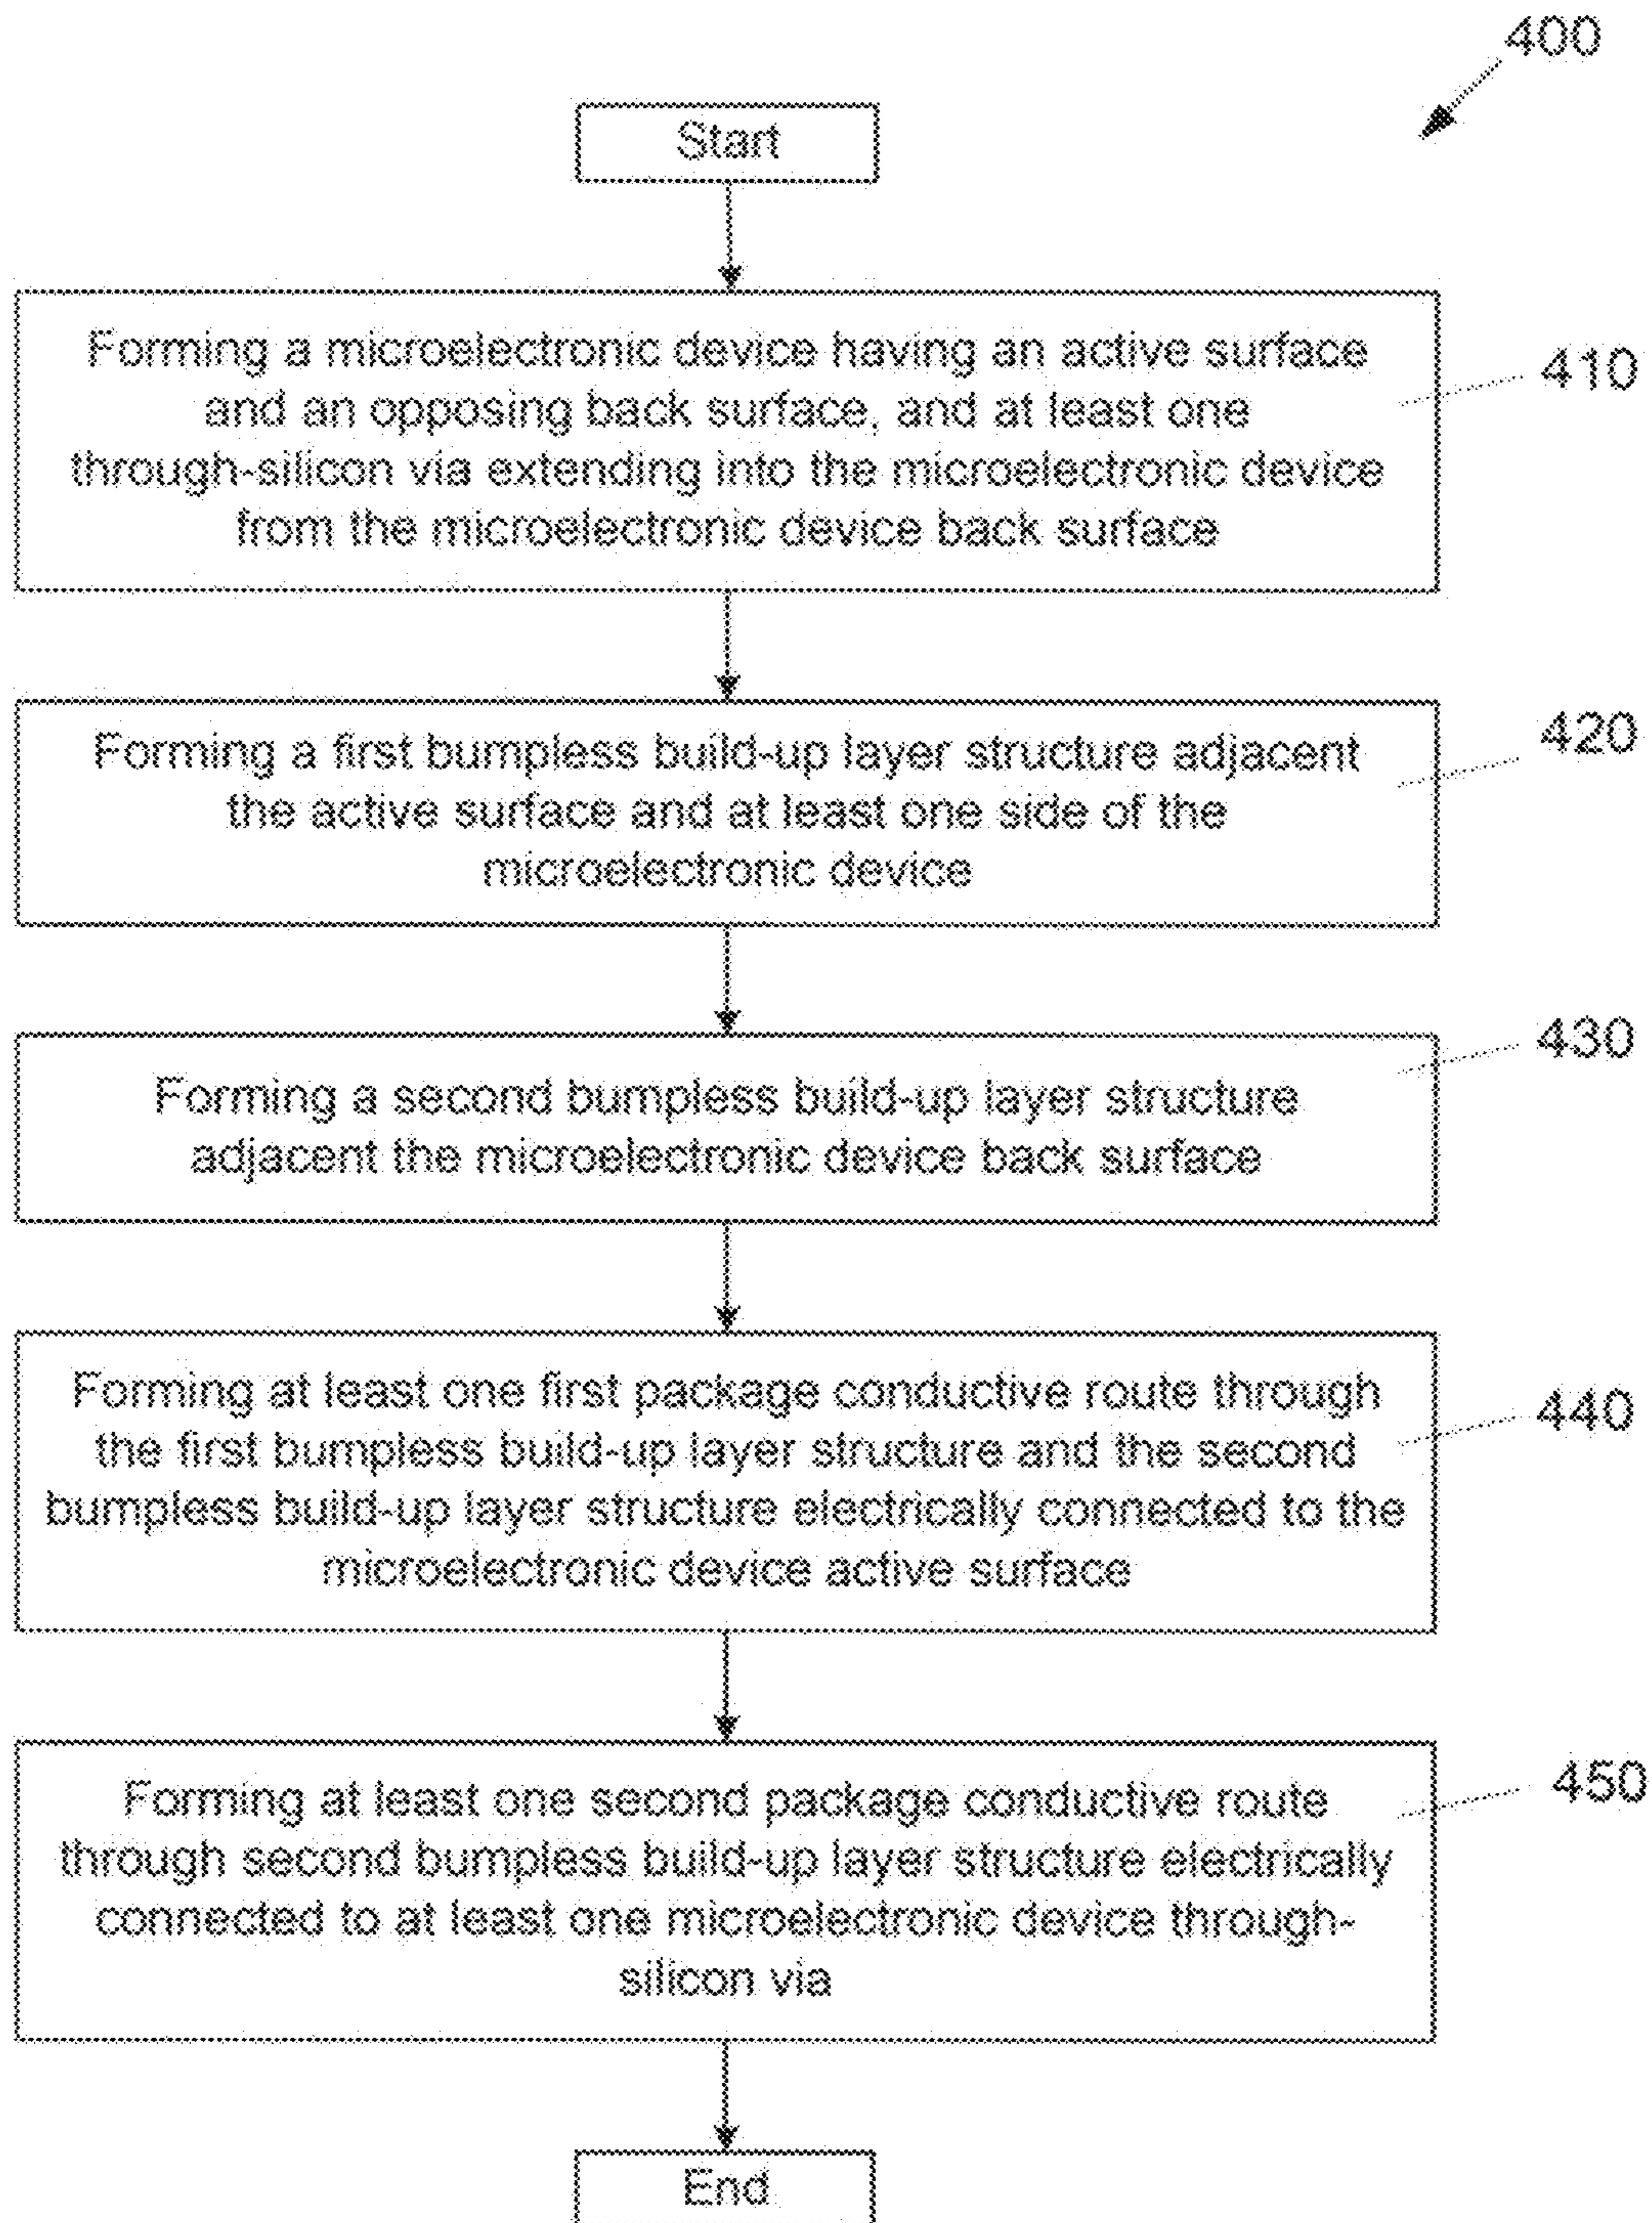 400
Start
Forming a microelectronic device having an active surface
and an opposing back surface, and at least one
through-silicon via extending into the microelectronic device
from the microelectronic device back surface
410
Forming a first bumpless build-up layer structure adjacent
the active surface and at least one side of the
microelectronic device
420
Forming a second bumpless build-up layer structure
adjacent the microelectronic device back surface
430
Forming at least one first package conductive route through
the first bumpless build-up layer structure and the second
bumpless build-up layer structure electrically connected to the
microelectronic device active surface
440
Forming at least one second package conductive route
through second bumpless build-up layer structure electrically
connected to at least one microelectronic device through-
silicon via
450
End